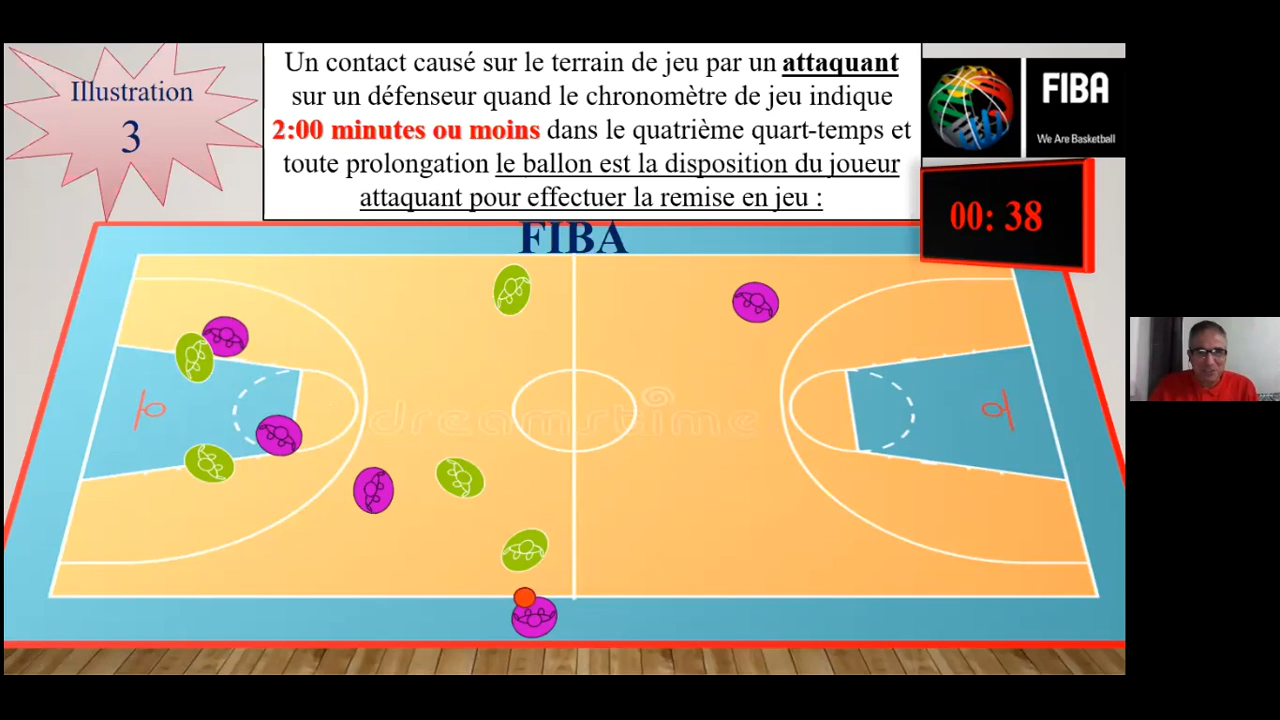 Illustration
3
Un contact causé sur le terrain de jeu par un attaquant
sur un défenseur quand le chronomètre de jeu indique
2:00 minutes ou moins dans le quatrième quart-temps et
toute prolongation le ballon est la disposition du joueur
attaquant pour effectuer la remise en jeu :
FIBA
We Are Basketball
00: 38
FIBA
dreamstime